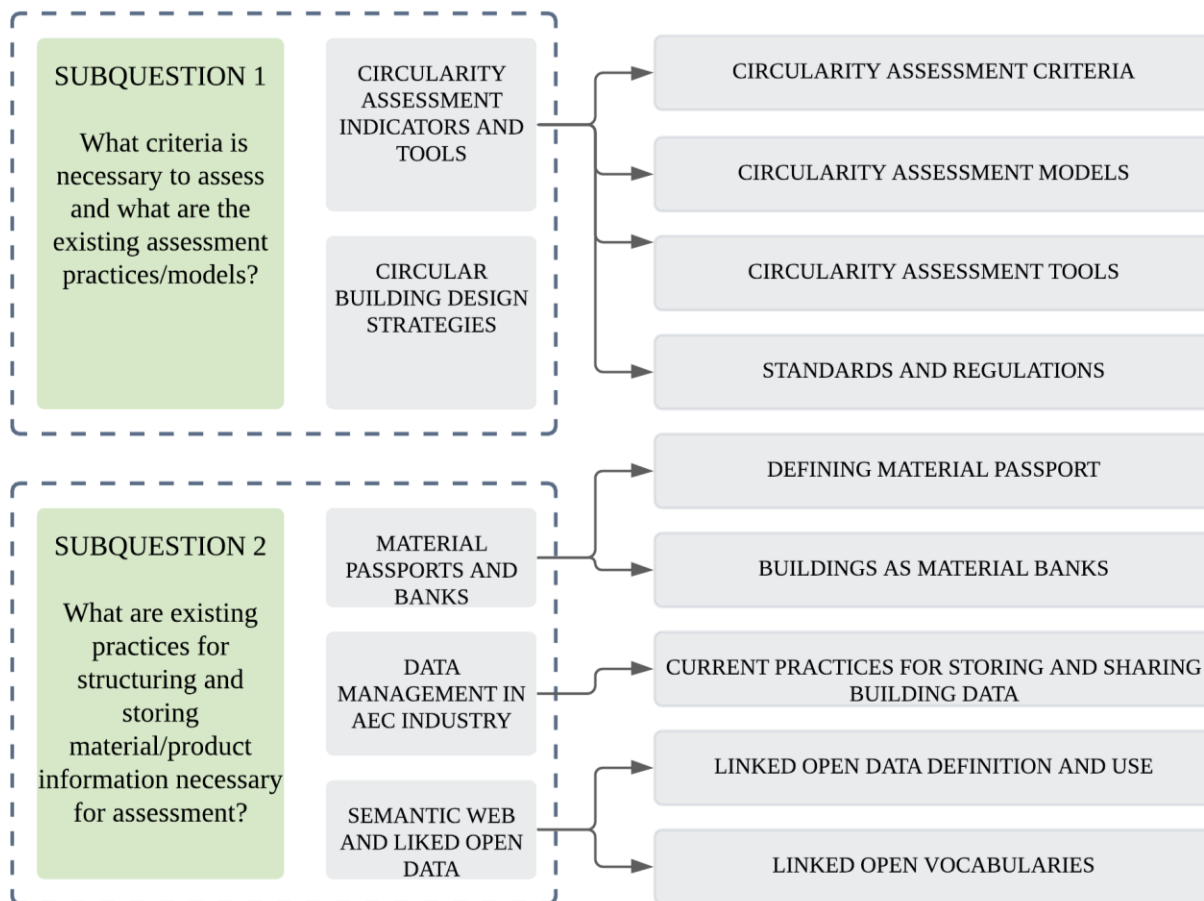 SUBQUESTION 1
What criteria is
necessary to assess
and what are the
existing assessment
practices/models?
CIRCULARITY
ASSESSMENT
INDICATORS AND
TOOLS
CIRCULAR
BUILDING DESIGN
STRATEGIES
CIRCULARITY ASSESSMENT CRITERIA
CIRCULARITY ASSESSMENT MODELS
CIRCULARITY ASSESSMENT TOOLS
STANDARDS AND REGULATIONS
SUBQUESTION 2
What are existing
practices for
structuring and
storing
material/product
information necessary
for assessment?
MATERIAL
PASSPORTS AND
BANKS
DATA
MANAGEMENT IN
AEC INDUSTRY
SEMANTIC WEB
AND LIKED OPEN
DATA
DEFINING MATERIAL PASSPORT
BUILDINGS AS MATERIAL BANKS
CURRENT PRACTICES FOR STORING AND SHARING
BUILDING DATA
LINKED OPEN DATA DEFINITION AND USE
LINKED OPEN VOCABULARIES